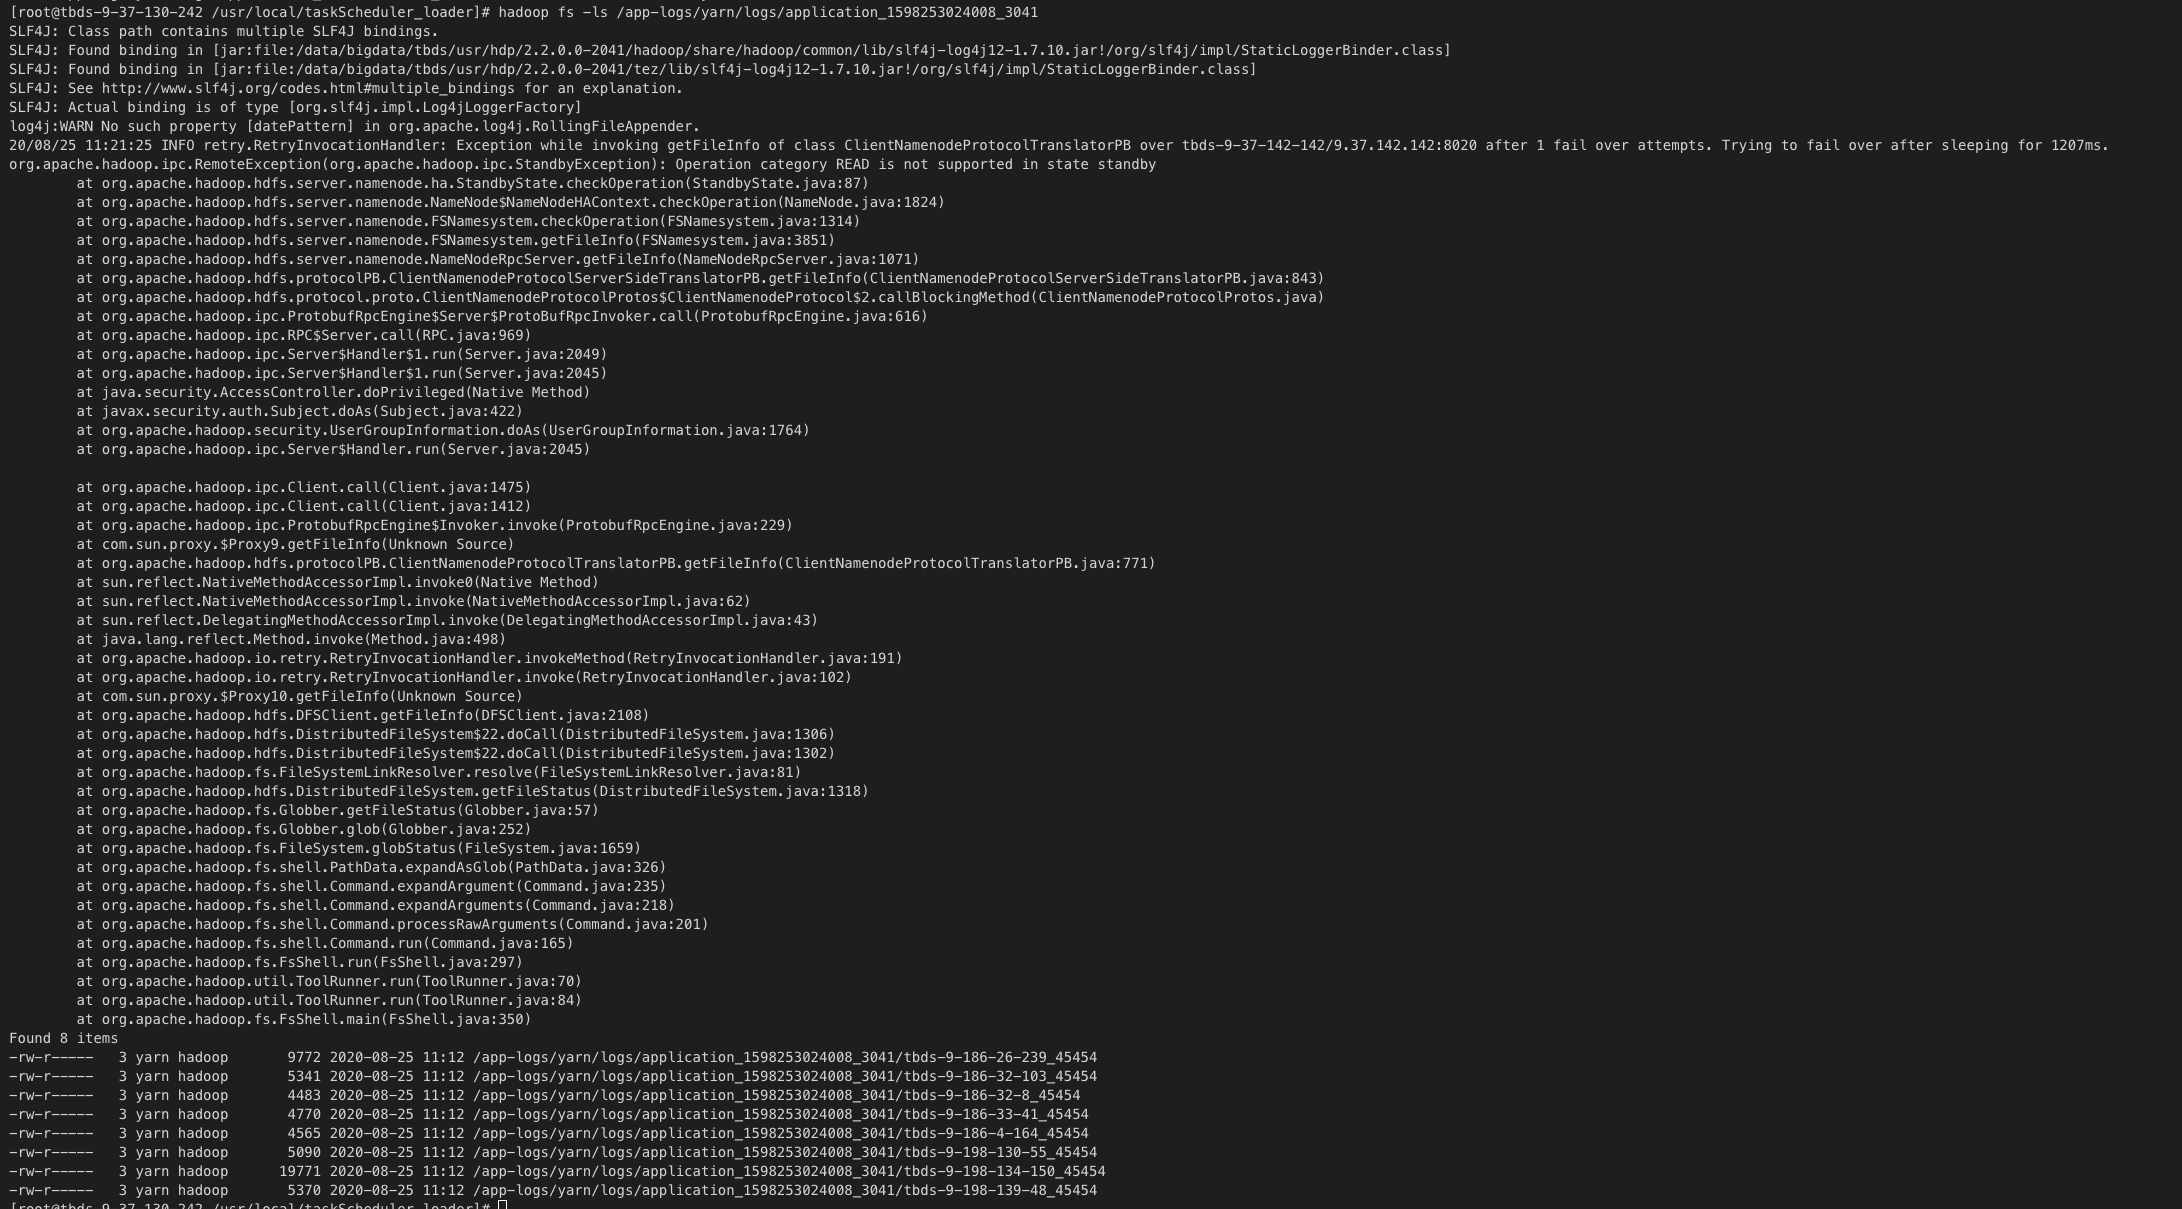 [root@tbds-9-37-130-242 /usr/local/taskScheduler_loader]# hadoop fs -ls /app-logs/yarn/logs/application_1598253024008_3041
SLF4J: Class path contains multiple SLF4J bindings.
SLF4J: Found binding in [jar:file:/data/bigdata/tbds/usr/hdp/2.2.0.0-2041/hadoop/share/hadoop/common/lib/slf4j-log4j12-1.7.10.jar!/org/slf4j/impl/StaticLoggerBinder.class]
SLF4J: Found binding in [jar:file:/data/bigdata/tbds/usr/hdp/2.2.0.0-2041/tez/lib/slf4j-log4j12-1.7.10.jar!/org/slf4j/impl/StaticLoggerBinder.class]
SLF4J: See http://www.slf4j.org/codes.html#multiple_bindings for an explanation.
SLF4J: Actual binding is of type [org.slf4j.impl.Log4jLoggerFactory]
log4j:WARN No such property [datePattern] in org.apache.log4j.RollingFileAppender.
20/08/25 11:21:25 INFO retry.RetryInvocationHandler: Exception while invoking getFileInfo of class ClientNamenodeProtocolTranslatorPB over tbds-9-37-142-142/9.37.142.142:8020 after 1 fail over attempts. Trying to fail over after sleeping for 1207ms.
org.apache.hadoop.ipc.RemoteException(org.apache.hadoop.ipc.StandbyException): Operation category READ is not supported in state standby
at org.apache.hadoop.hdfs.server.namenode.ha.StandbyState.checkOperation(StandbyState.java:87)
at org.apache.hadoop.hdfs.server.namenode.NameNode$NameNodeHAContext.checkOperation(NameNode.java:1824)
at org.apache.hadoop.hdfs.server.namenode.FSNamesystem.checkOperation(FSNamesystem.java:1314)
at org.apache.hadoop.hdfs.server.namenode.FSNamesystem.getFileInfo(FSNamesystem.java:3851)
at org.apache.hadoop.hdfs.server.namenode.NameNodeRpcServer.getFileInfo(NameNodeRpcServer.java:1071)
at org.apache.hadoop.hdfs.protocolPB.ClientNamenodeProtocolServerSideTranslatorPB.getFileInfo(ClientNamenodeProtocolServerSideTranslatorPB.java:843)
at org.apache.hadoop.hdfs.protocol.proto.ClientNamenodeProtocolProtos$ClientNamenodeProtocol$2.callBlockingMethod(ClientNamenodeProtocolProtos.java)
at org.apache.hadoop.ipc.ProtobufRpcEngine$Server$ProtoBufRpcInvoker.call(ProtobufRpcEngine.java:616)
at org.apache.hadoop.ipc.RPC$Server.call(RPC.java:969)
at org.apache.hadoop.ipc.Server$Handler$1.run(Server.java:2049)
at org.apache.hadoop.ipc.Server$Handler$1.run(Server.java:2045)
at java.security.AccessController.doPrivileged(Native Method)
at javax.security.auth.Subject.doAs(Subject.java:422)
at org.apache.hadoop.security.UserGroupInformation.doAs(UserGroupInformation.java:1764)
at org.apache.hadoop.ipc.Server$Handler.run(Server.java:2045)
at org.apache.hadoop.ipc.Client.call(Client.java:1475)
at org.apache.hadoop.ipc.Client.call(Client.java:1412)
at org.apache.hadoop.ipc.ProtobufRpcEngine$Invoker.invoke(ProtobufRpcEngine.java:229)
at com.sun.proxy.$Proxy9.getFileInfo(Unknown Source)
at org.apache.hadoop.hdfs.protocolPB.ClientNamenodeProtocolTranslatorPB.getFileInfo(ClientNamenodeProtocolTranslatorPB.java:771)
at sun.reflect.NativeMethodAccessorImpl.invoke0(Native Method)
at sun.reflect.NativeMethodAccessorImpl.invoke(NativeMethodAccessorImpl.java:62)
at sun.reflect.DelegatingMethodAccessorImpl.invoke(DelegatingMethodAccessorImpl.java:43)
at java.lang.reflect.Method.invoke(Method.java:498)
at org.apache.hadoop.io.retry.RetryInvocationHandler.invokeMethod(RetryInvocationHandler.java:191)
at org.apache.hadoop.io.retry.RetryInvocationHandler.invoke(RetryInvocationHandler.java:102)
at com.sun.proxy.$Proxy10.getFileInfo(Unknown Source)
at org.apache.hadoop.hdfs.DFSClient.getFileInfo(DFSClient.java:2108)
at org.apache.hadoop.hdfs.DistributedFileSystem$22.doCall(DistributedFileSystem.java:1306)
at org.apache.hadoop.hdfs.DistributedFileSystem$22.doCall(DistributedFileSystem.java:1302)
at org.apache.hadoop.fs.FileSystemLinkResolver.resolve(FileSystemLinkResolver.java:81)
at org.apache.hadoop.hdfs.DistributedFileSystem.getFileStatus(DistributedFileSystem.java:1318)
at org.apache.hadoop.fs.Globber.getFileStatus(Globber.java:57)
at org.apache.hadoop.fs.Globber.glob(Globber.java:252)
at org.apache.hadoop.fs.FileSystem.globStatus(FileSystem.java:1659)
at org.apache.hadoop.fs.shell.PathData.expandAsGlob(PathData.java:326)
at org.apache.hadoop.fs.shell.Command.expandArgument(Command.java:235)
at org.apache.hadoop.fs.shell.Command.expandArguments(Command.java:218)
at org.apache.hadoop.fs.shell.Command.processRawArguments(Command.java:201)
at org.apache.hadoop.fs.shell.Command.run(Command.java:165)
at org.apache.hadoop.fs.FsShell.run(FsShell.java:297)
at org.apache.hadoop.util.ToolRunner.run(ToolRunner.java:70)
at org.apache.hadoop.util.ToolRunner.run(ToolRunner.java:84)
at org.apache.hadoop.fs.FsShell.main(FsShell.java:350)
Found 8 items
-rw-r-----   3 yarn hadoop       9772 2020-08-25 11:12 /app-logs/yarn/logs/application_1598253024008_3041/tbds-9-186-26-239_45454
-rw-r-----   3 yarn hadoop       5341 2020-08-25 11:12 /app-logs/yarn/logs/application_1598253024008_3041/tbds-9-186-32-103_45454
-rw-r-----   3 yarn hadoop       4483 2020-08-25 11:12 /app-logs/yarn/logs/application_1598253024008_3041/tbds-9-186-32-8_45454
-rw-r-----   3 yarn hadoop       4770 2020-08-25 11:12 /app-logs/yarn/logs/application_1598253024008_3041/tbds-9-186-33-41_45454
-rw-r-----   3 yarn hadoop       4565 2020-08-25 11:12 /app-logs/yarn/logs/application_1598253024008_3041/tbds-9-186-4-164_45454
-rw-r-----   3 yarn hadoop       5090 2020-08-25 11:12 /app-logs/yarn/logs/application_1598253024008_3041/tbds-9-198-130-55_45454
-rw-r-----   3 yarn hadoop      19771 2020-08-25 11:12 /app-logs/yarn/logs/application_1598253024008_3041/tbds-9-198-134-150_45454
-rw-r-----   3 yarn hadoop       5370 2020-08-25 11:12 /app-logs/yarn/logs/application_1598253024008_3041/tbds-9-198-139-48_45454
[root@tbds-9-37-130-242 /usr/local/taskScheduler_loader]#